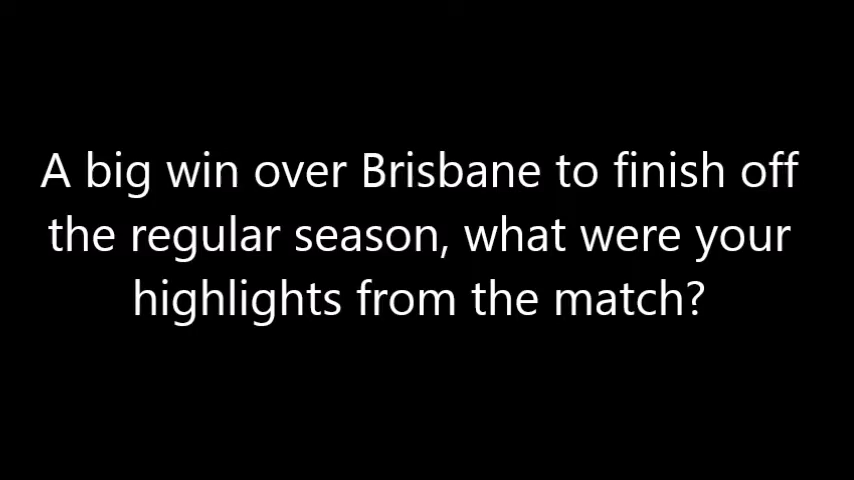 A big win over Brisbane to finish off
the regular season, what were your
highlights from the match?